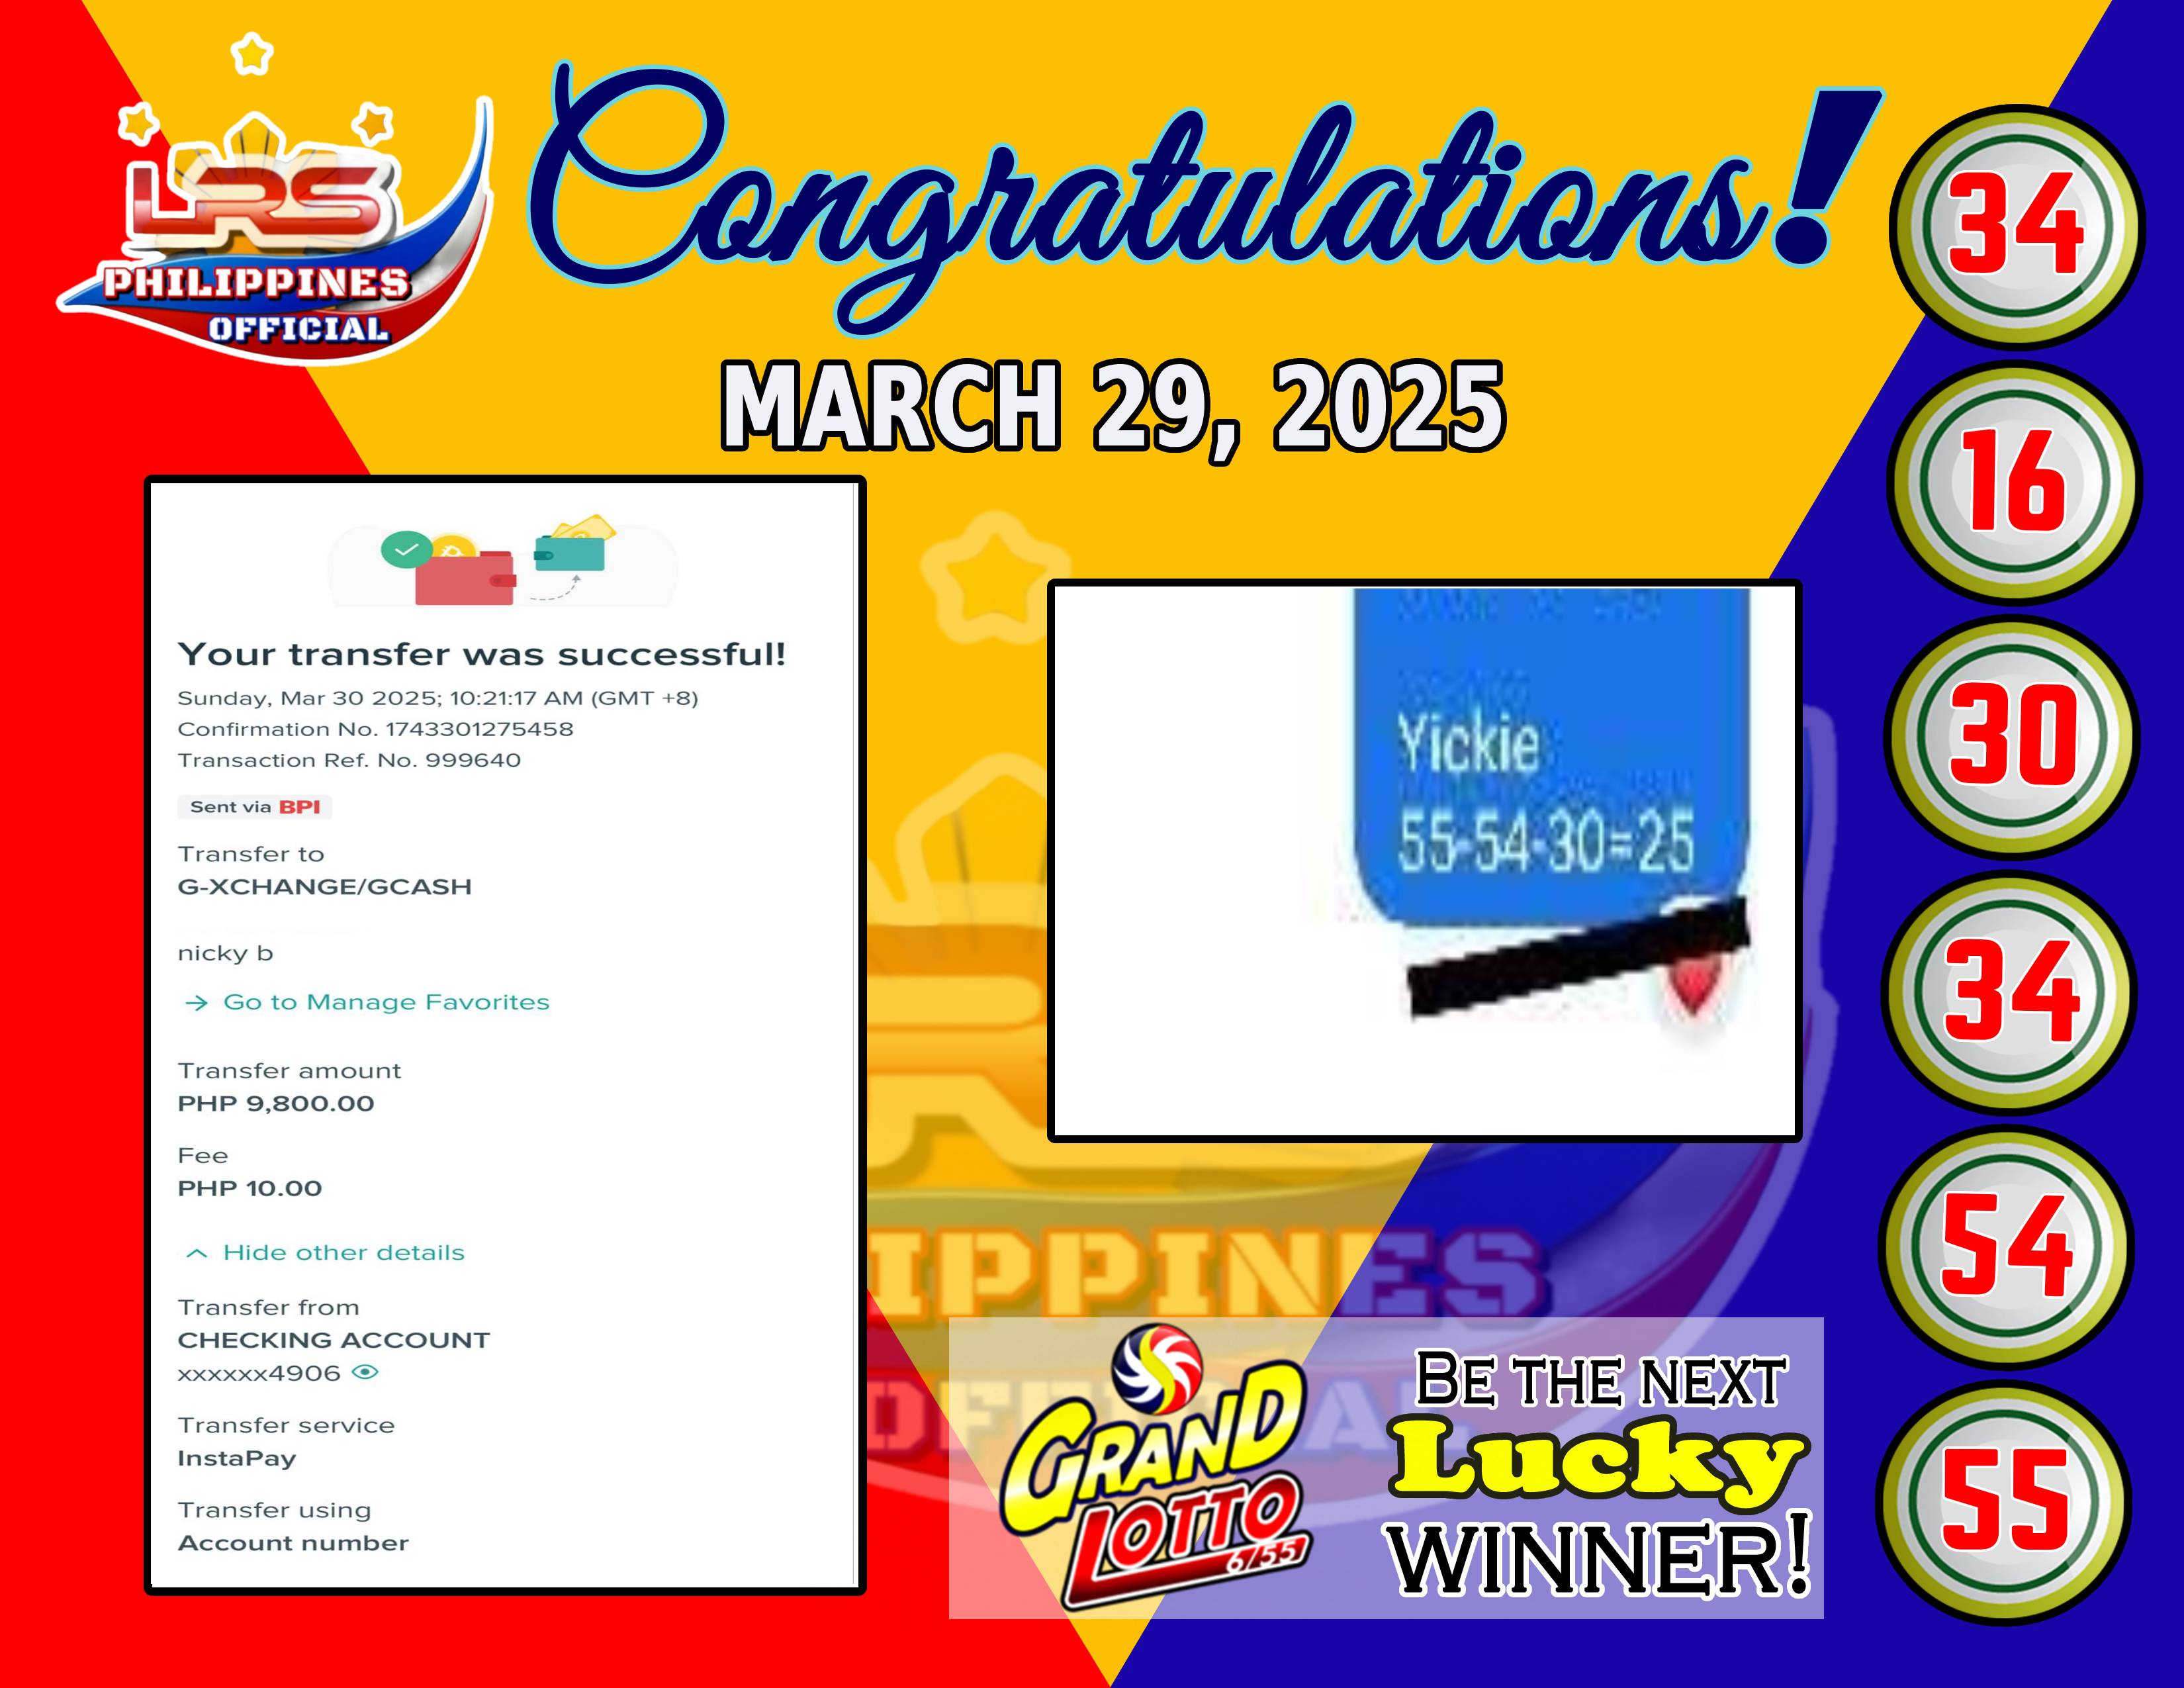 LRS
PHILIPPINES
OFFICIAL
Congratulations!
MARCH 29, 2025
Your transfer was successful!
Sunday, Mar 30 2025; 10:21:17 AM (GMT +8)
Confirmation No. 1743301275458
Transaction Ref. No. 999640
Sent via BPI
Transfer to
G-XCHANGE/GCASH
nicky b
→ Go to Manage Favorites
Transfer amount
PHP 9,800.00
Fee
PHP 10.00
Hide other details
Transfer from
CHECKING ACCOUNT
xxxxxx4906
Transfer service
InstaPay
Transfer using
Account number
Yickie
55-54-30=25
IPPINES
GRAND
LOTTO
6/55
BE THE NEXT
Lucky
WINNER!
34
16
30
34
54
55